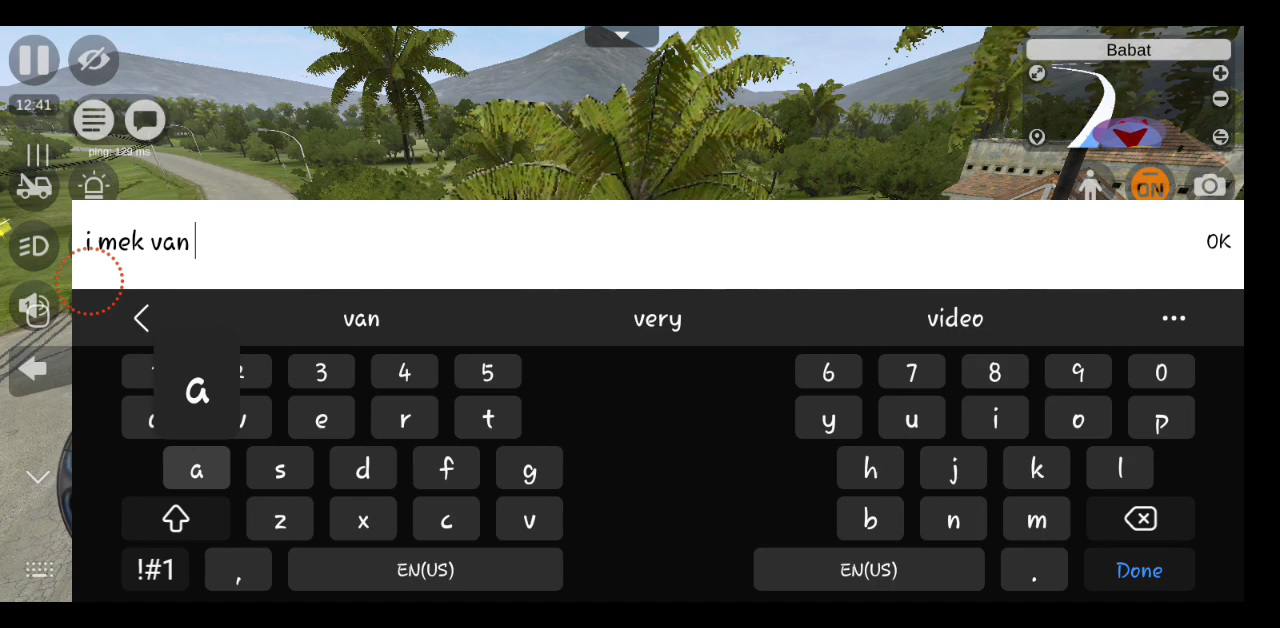 Babat
12:41
ping: 129 ms
ON
i mek van
OK
van very video
a
3 4 5 6 7 8 9 0
e r t y u i o p
a s d f g h j k l
z x c v b n m
!#1 , EN(US) EN(US) . Done